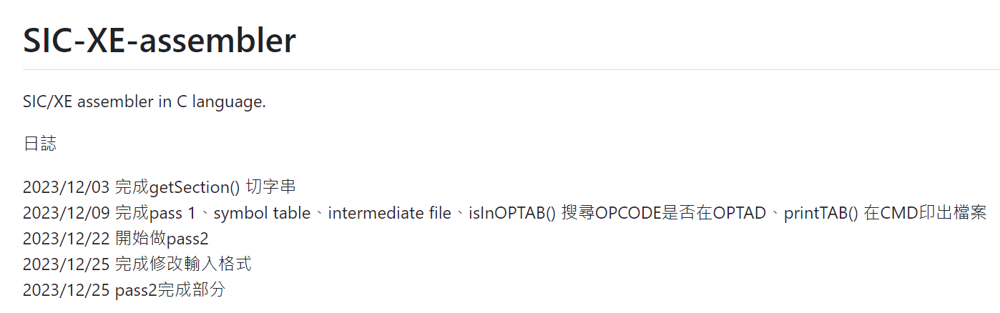 SIC-XE-assembler
SIC/XE assembler in C language.
日誌
2023/12/03 完成getSection() 切字串
2023/12/09 完成pass 1、symbol table、intermediate file、isInOPTAB() 搜尋OPCODE是否在OPTAD、printTAB() 在CMD印出檔案
2023/12/22 開始做pass2
2023/12/25 完成修改輸入格式
2023/12/25 pass2完成部分